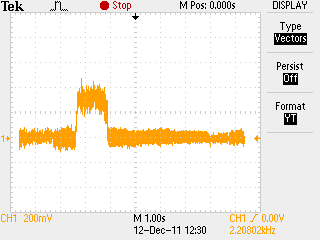 Tek Stop M Pos: 0.000s DISPLAY
Type
Vectors
Persist
Off
Format
YT
1
CH1 200mV M 1.00s CH1 0.00V
12-Dec-11 12:30 2.20802kHz